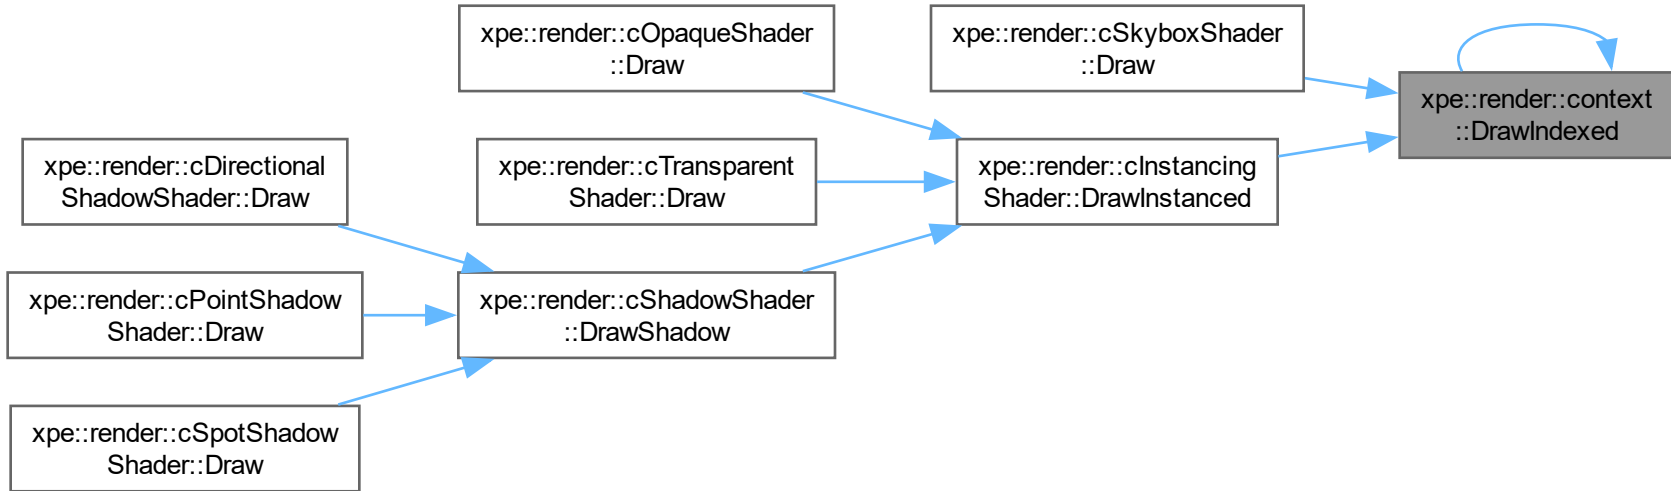 xpe::render::cOpaqueShader
::Draw
xpe::render::cSkyboxShader
::Draw
xpe::render::context
::DrawIndexed
xpe::render::cDirectional
ShadowShader::Draw
xpe::render::cTransparent
Shader::Draw
xpe::render::cInstancing
Shader::DrawInstanced
xpe::render::cPointShadow
Shader::Draw
xpe::render::cShadowShader
::DrawShadow
xpe::render::cSpotShadow
Shader::Draw